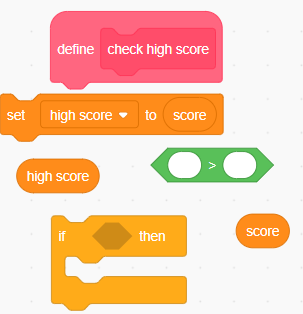 define check high score
set high score to score
high score
>
if then
score